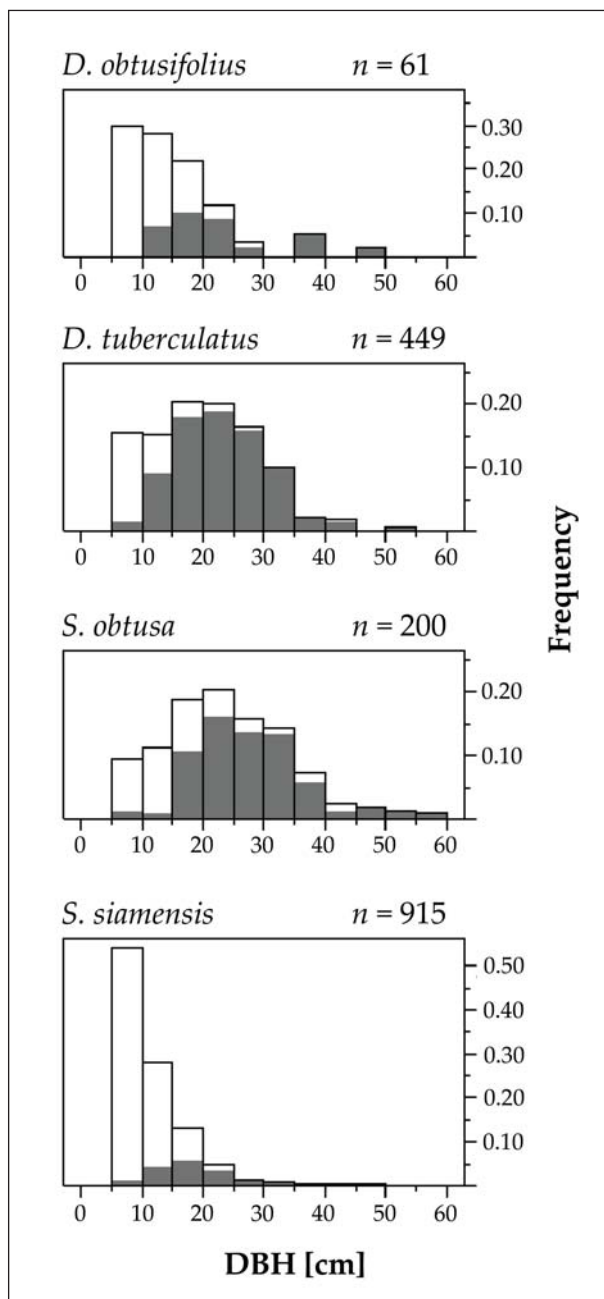 D. obtusifolius n = 61
0.30
0.20
0.10
0 10 20 30 40 50 60
D. tuberculatus n = 449
0.20
0.10
0 10 20 30 40 50 60
S. obtusa n = 200
0.20
0.10
0 10 20 30 40 50 60
S. siamensis n = 915
0.50
0.40
0.30
0.20
0.10
0 10 20 30 40 50 60
DBH [cm]
Frequency